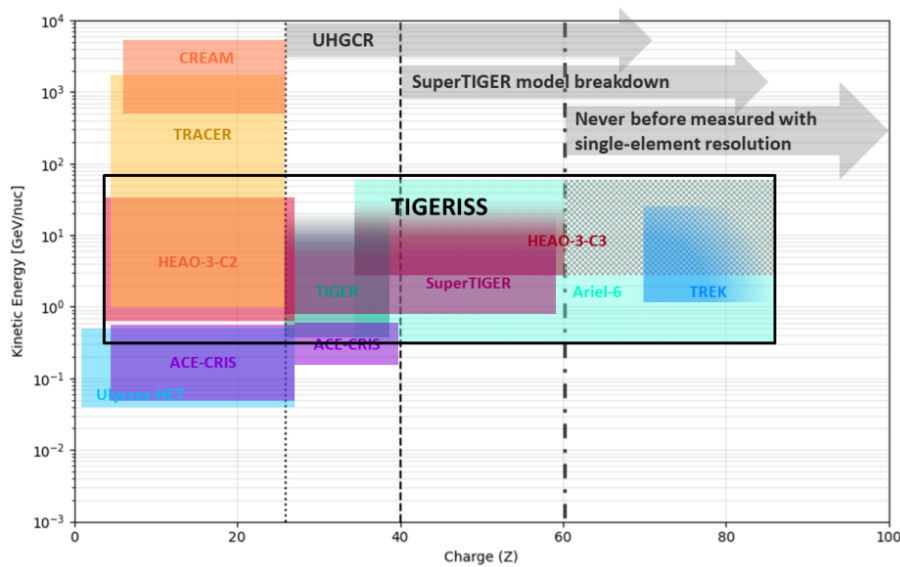 10⁴
10³
10²
10¹
10⁰
10⁻¹
10⁻²
10⁻³
Kinetic Energy [GeV/nuc]
UHGCR
CREAM
SuperTIGER model breakdown
Never before measured with
single-element resolution
TRACER
TIGERISS
HEAO-3-C3
HEAO-3-C2
SuperTIGER
TIGER
Ariel-6
TREK
ACE-CRIS
ACE-CRIS
Ulysses-HET
0
20
40
60
80
100
Charge (Z)